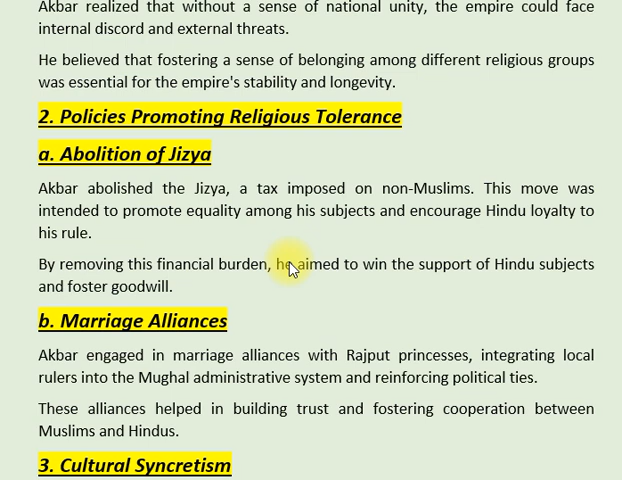 Akbar realized that without a sense of national unity, the empire could face
internal discord and external threats.
He believed that fostering a sense of belonging among different religious groups
was essential for the empire's stability and longevity.
2. Policies Promoting Religious Tolerance
a. Abolition of Jizya
Akbar abolished the Jizya, a tax imposed on non-Muslims. This move was
intended to promote equality among his subjects and encourage Hindu loyalty to
his rule.
By removing this financial burden, he aimed to win the support of Hindu subjects
and foster goodwill.
b. Marriage Alliances
Akbar engaged in marriage alliances with Rajput princesses, integrating local
rulers into the Mughal administrative system and reinforcing political ties.
These alliances helped in building trust and fostering cooperation between
Muslims and Hindus.
3. Cultural Syncretism